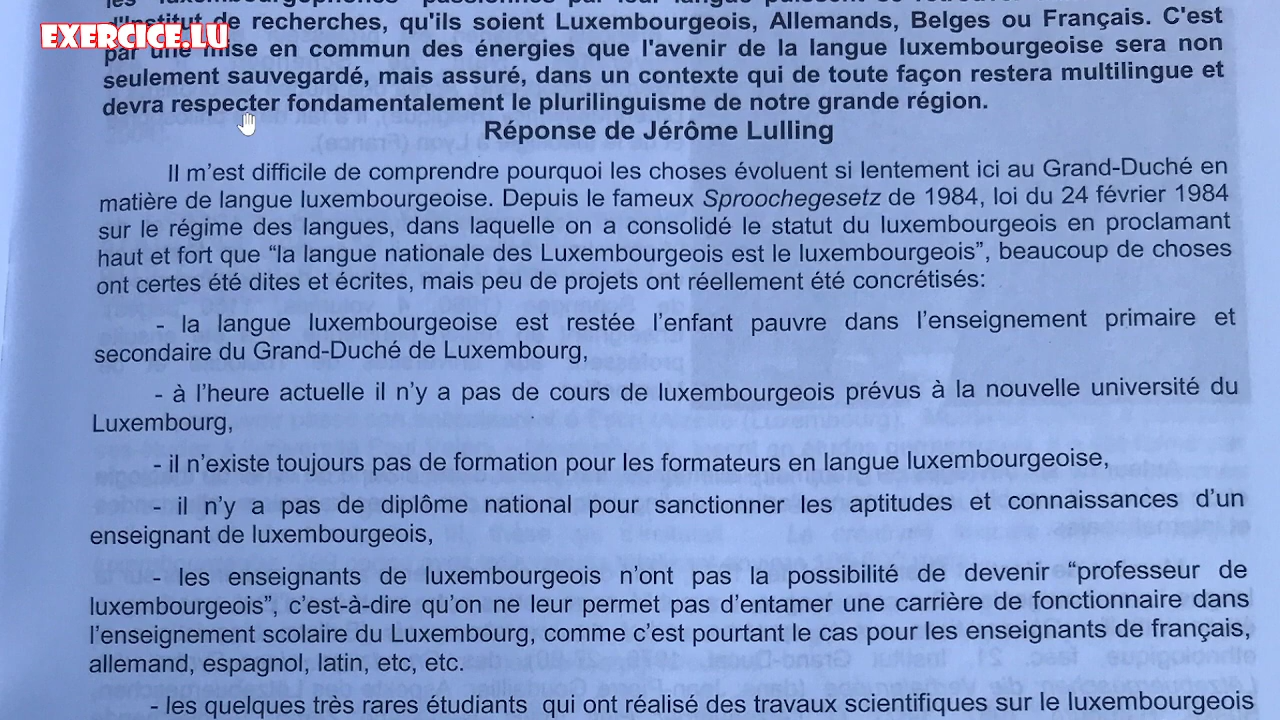 EXERCICE.LU
les "luxembourgophones" passionnés par leur langue puissent se retrouver
d'Institut de recherches, qu'ils soient Luxembourgeois, Allemands, Belges ou Français. C'est
par une mise en commun des énergies que l'avenir de la langue luxembourgeoise sera non
seulement sauvegardé, mais assuré, dans un contexte qui de toute façon restera multilingue et
devra respecter fondamentalement le plurilinguisme de notre grande région.
Réponse de Jérôme Lulling
Il m’est difficile de comprendre pourquoi les choses évoluent si lentement ici au Grand-Duché en
matière de langue luxembourgeoise. Depuis le fameux Sproochegesetz de 1984, loi du 24 février 1984
sur le régime des langues, dans laquelle on a consolidé le statut du luxembourgeois en proclamant
haut et fort que “la langue nationale des Luxembourgeois est le luxembourgeois”, beaucoup de choses
ont certes été dites et écrites, mais peu de projets ont réellement été concrétisés:
- la langue luxembourgeoise est restée l’enfant pauvre dans l’enseignement primaire et
secondaire du Grand-Duché de Luxembourg,
- à l’heure actuelle il n’y a pas de cours de luxembourgeois prévus à la nouvelle université du
Luxembourg,
- il n’existe toujours pas de formation pour les formateurs en langue luxembourgeoise,
- il n’y a pas de diplôme national pour sanctionner les aptitudes et connaissances d’un
enseignant de luxembourgeois,
- les enseignants de luxembourgeois n’ont pas la possibilité de devenir “professeur de
luxembourgeois”, c’est-à-dire qu’on ne leur permet pas d’entamer une carrière de fonctionnaire dans
l’enseignement scolaire du Luxembourg, comme c’est pourtant le cas pour les enseignants de français,
allemand, espagnol, latin, etc, etc.
- les quelques très rares étudiants qui ont réalisé des travaux scientifiques sur le luxembourgeois